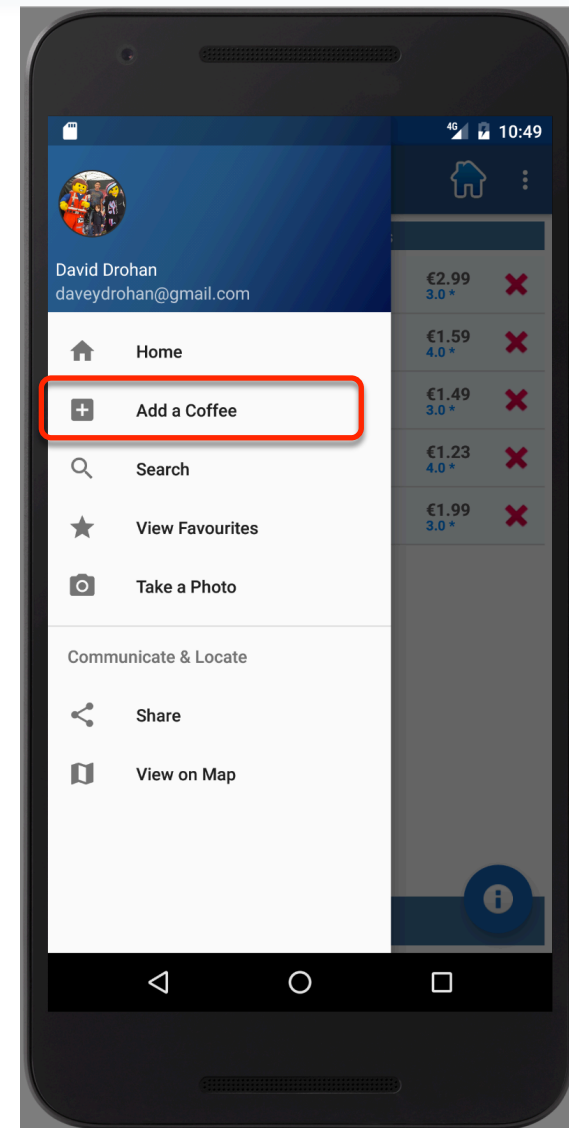 4G 10:49
David Drohan
daveydrohan@gmail.com
Home
Add a Coffee
Search
View Favourites
Take a Photo
Communicate & Locate
Share
View on Map
s
€2.99
3.0 *
€1.59
4.0 *
€1.49
3.0 *
€1.23
4.0 *
€1.99
3.0 *